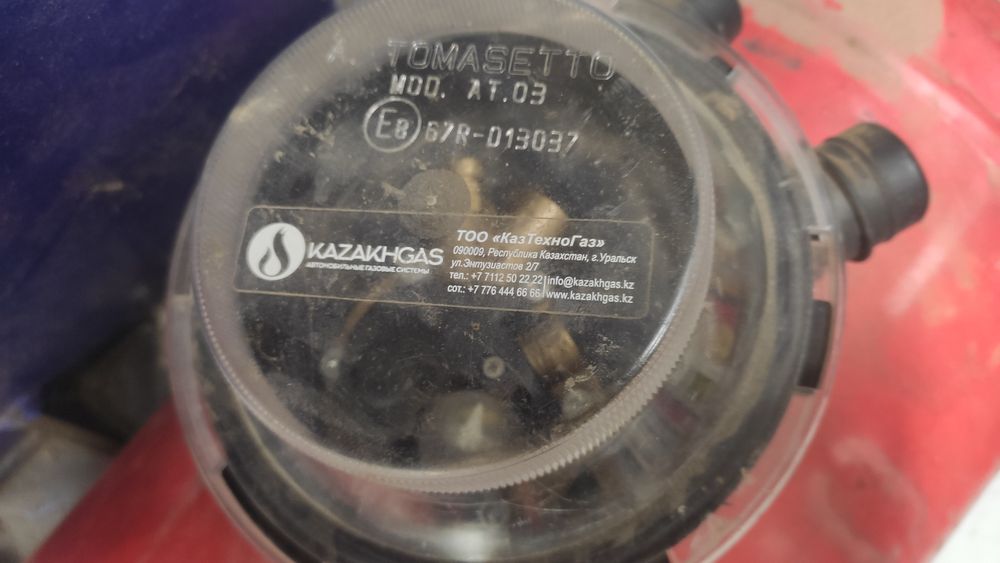 TOMASETTO
MOD. AT.03
E8 67R-013037
KAZAKHGAS
АВТОМОБИЛЬНЫЕ ГАЗОВЫЕ СИСТЕМЫ
ТОО «КазТехноГаз»
090009, Республика Казахстан, г.Уральск
ул.Энтузиастов 2/7
тел.: +7 7112 50 22 22 | info@kazakhgas.kz
сот.: +7 776 444 66 66 | www.kazakhgas.kz